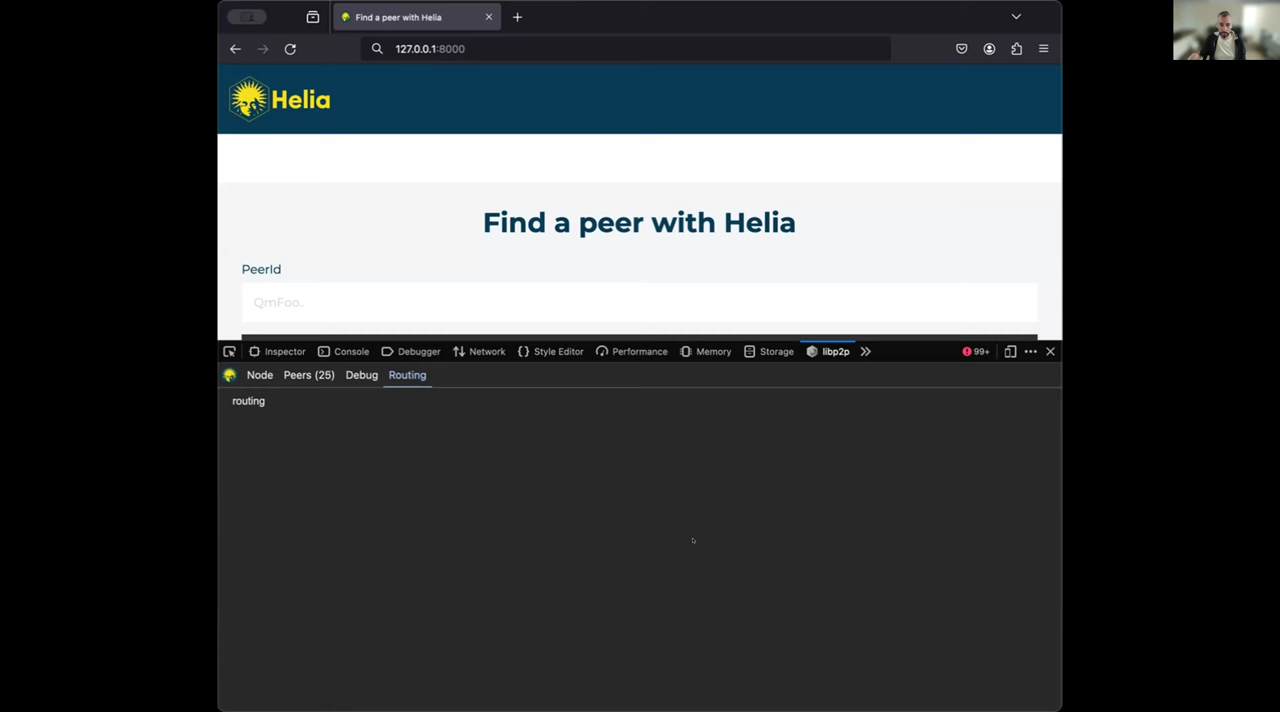 Find a peer with Helia
127.0.0.1:8000
Helia
Find a peer with Helia
PeerId
QmFoo..
Inspector Console Debugger Network Style Editor Performance Memory Storage libp2p 99+
Node Peers (25) Debug Routing
routing